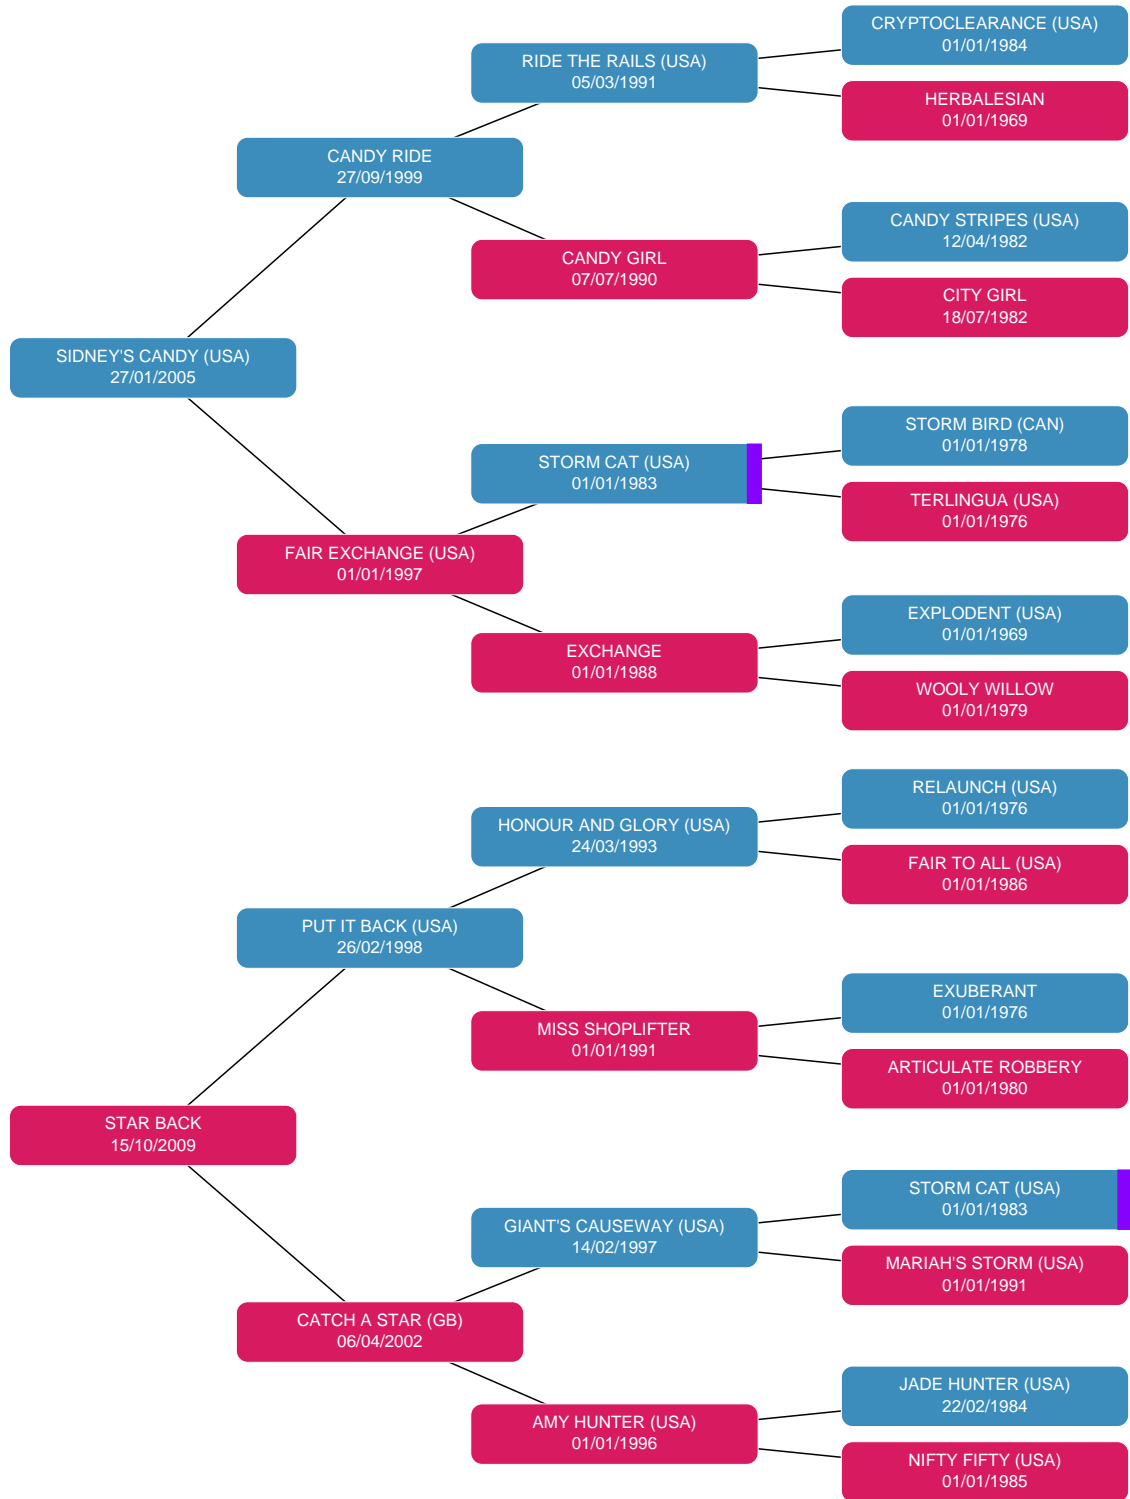 CRYPTOCLEARANCE (USA)
01/01/1984
RIDE THE RAILS (USA)
05/03/1991
HERBALESIAN
01/01/1969
CANDY RIDE
27/09/1999
CANDY STRIPES (USA)
12/04/1982
CANDY GIRL
07/07/1990
CITY GIRL
18/07/1982
SIDNEY'S CANDY (USA)
27/01/2005
STORM BIRD (CAN)
01/01/1978
STORM CAT (USA)
01/01/1983
TERLINGUA (USA)
01/01/1976
FAIR EXCHANGE (USA)
01/01/1997
EXPLODENT (USA)
01/01/1969
EXCHANGE
01/01/1988
WOOLY WILLOW
01/01/1979
RELAUNCH (USA)
01/01/1976
HONOUR AND GLORY (USA)
24/03/1993
FAIR TO ALL (USA)
01/01/1986
PUT IT BACK (USA)
26/02/1998
EXUBERANT
01/01/1976
MISS SHOPLIFTER
01/01/1991
ARTICULATE ROBBERY
01/01/1980
STAR BACK
15/10/2009
STORM CAT (USA)
01/01/1983
GIANT'S CAUSEWAY (USA)
14/02/1997
MARIAH'S STORM (USA)
01/01/1991
CATCH A STAR (GB)
06/04/2002
JADE HUNTER (USA)
22/02/1984
AMY HUNTER (USA)
01/01/1996
NIFTY FIFTY (USA)
01/01/1985